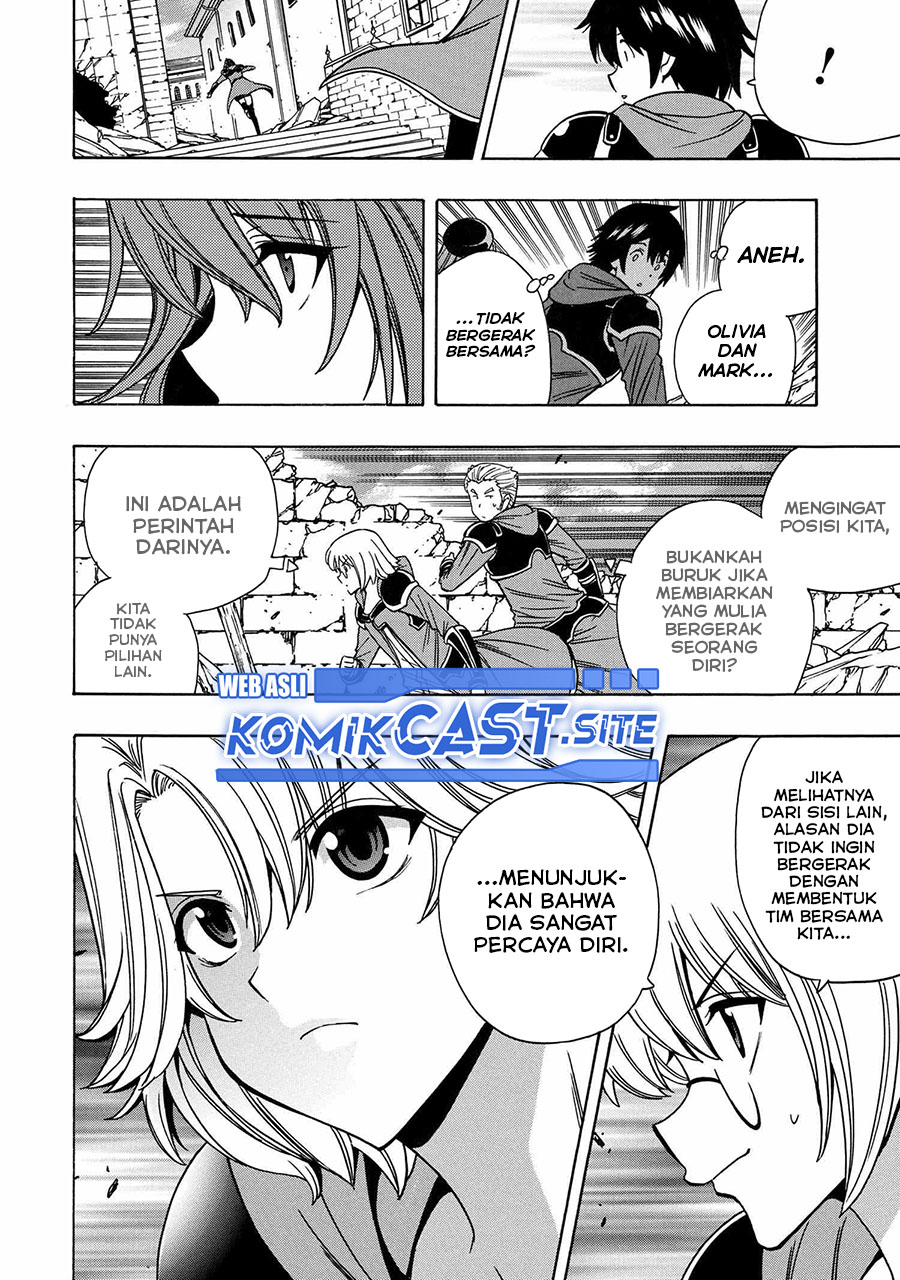 !
ANEH.
OLIVIA
DAN
MARK...
...TIDAK
BERGERAK
BERSAMA?
MENGINGAT
POSISI KITA,
BUKANKAH
BURUK JIKA
MEMBIARKAN
YANG MULIA
BERGERAK
SEORANG
DIRI?
INI ADALAH
PERINTAH
DARINYA.
KITA
TIDAK
PUNYA
PILIHAN
LAIN.
WEB ASLI
KOMIKCAST.SITE
JIKA
MELIHATNYA
DARI SISI LAIN,
ALASAN DIA
TIDAK INGIN
BERGERAK
DENGAN
MEMBENTUK
TIM BERSAMA
KITA...
...MENUNJUK-
KAN BAHWA
DIA SANGAT
PERCAYA DIRI.